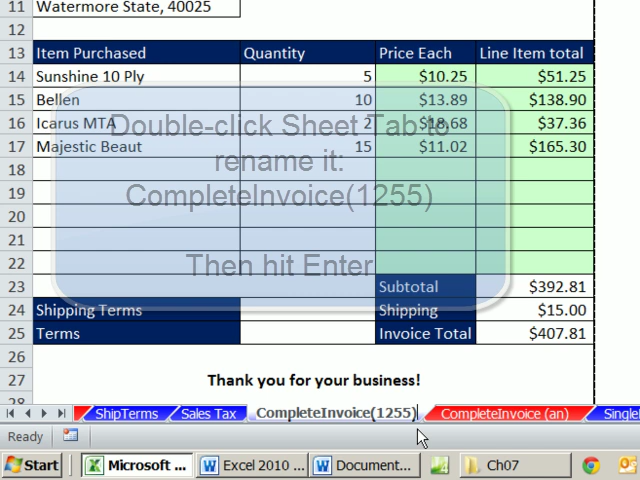 11 Watermore State, 40025
12
13 Item Purchased Quantity Price Each Line Item total
14 Sunshine 10 Ply 5 $10.25 $51.25
15 Bellen 10 $13.89 $138.90
16 Icarus MTA 2 $18.68 $37.36
17 Majestic Beaut 15 $11.02 $165.30
Double-click Sheet Tab to
rename it:
CompleteInvoice(1255)
Then hit Enter
18
19
20
21
22
23 Subtotal $392.81
24 Shipping Terms Shipping $15.00
25 Terms Invoice Total $407.81
26
27 Thank you for your business!
28
ShipTerms Sales Tax CompleteInvoice(1255) CompleteInvoice (an)
Ready
Start Microsoft ... Excel 2010 ... Document... Ch07